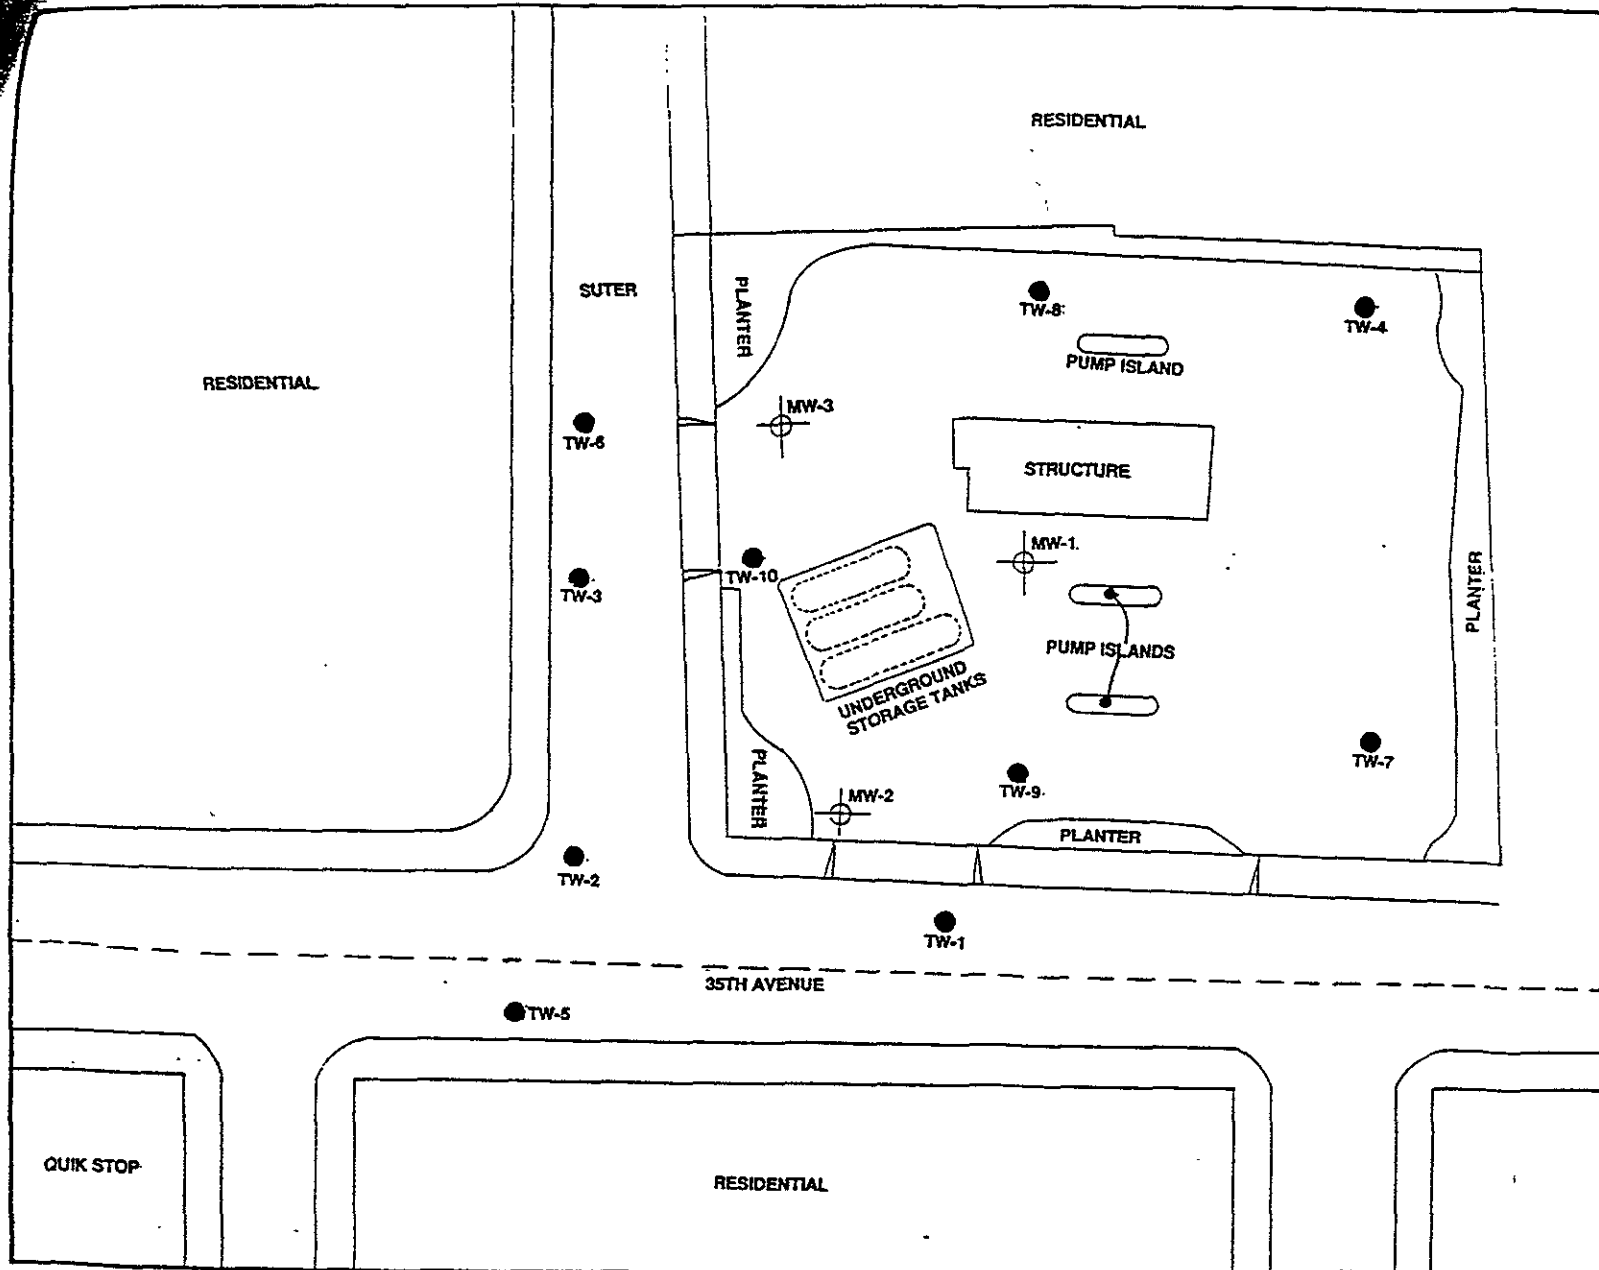 RESIDENTIAL
SUTER
PLANTER
TW-8
TW-4
PUMP ISLAND
RESIDENTIAL
MW-3
TW-6
STRUCTURE
MW-1
TW-10
TW-3
PLANTER
PUMP ISLANDS
UNDERGROUND
STORAGE TANKS
TW-7
PLANTER
MW-2
TW-9
PLANTER
TW-2
TW-1
35TH AVENUE
TW-5
QUIK STOP
RESIDENTIAL